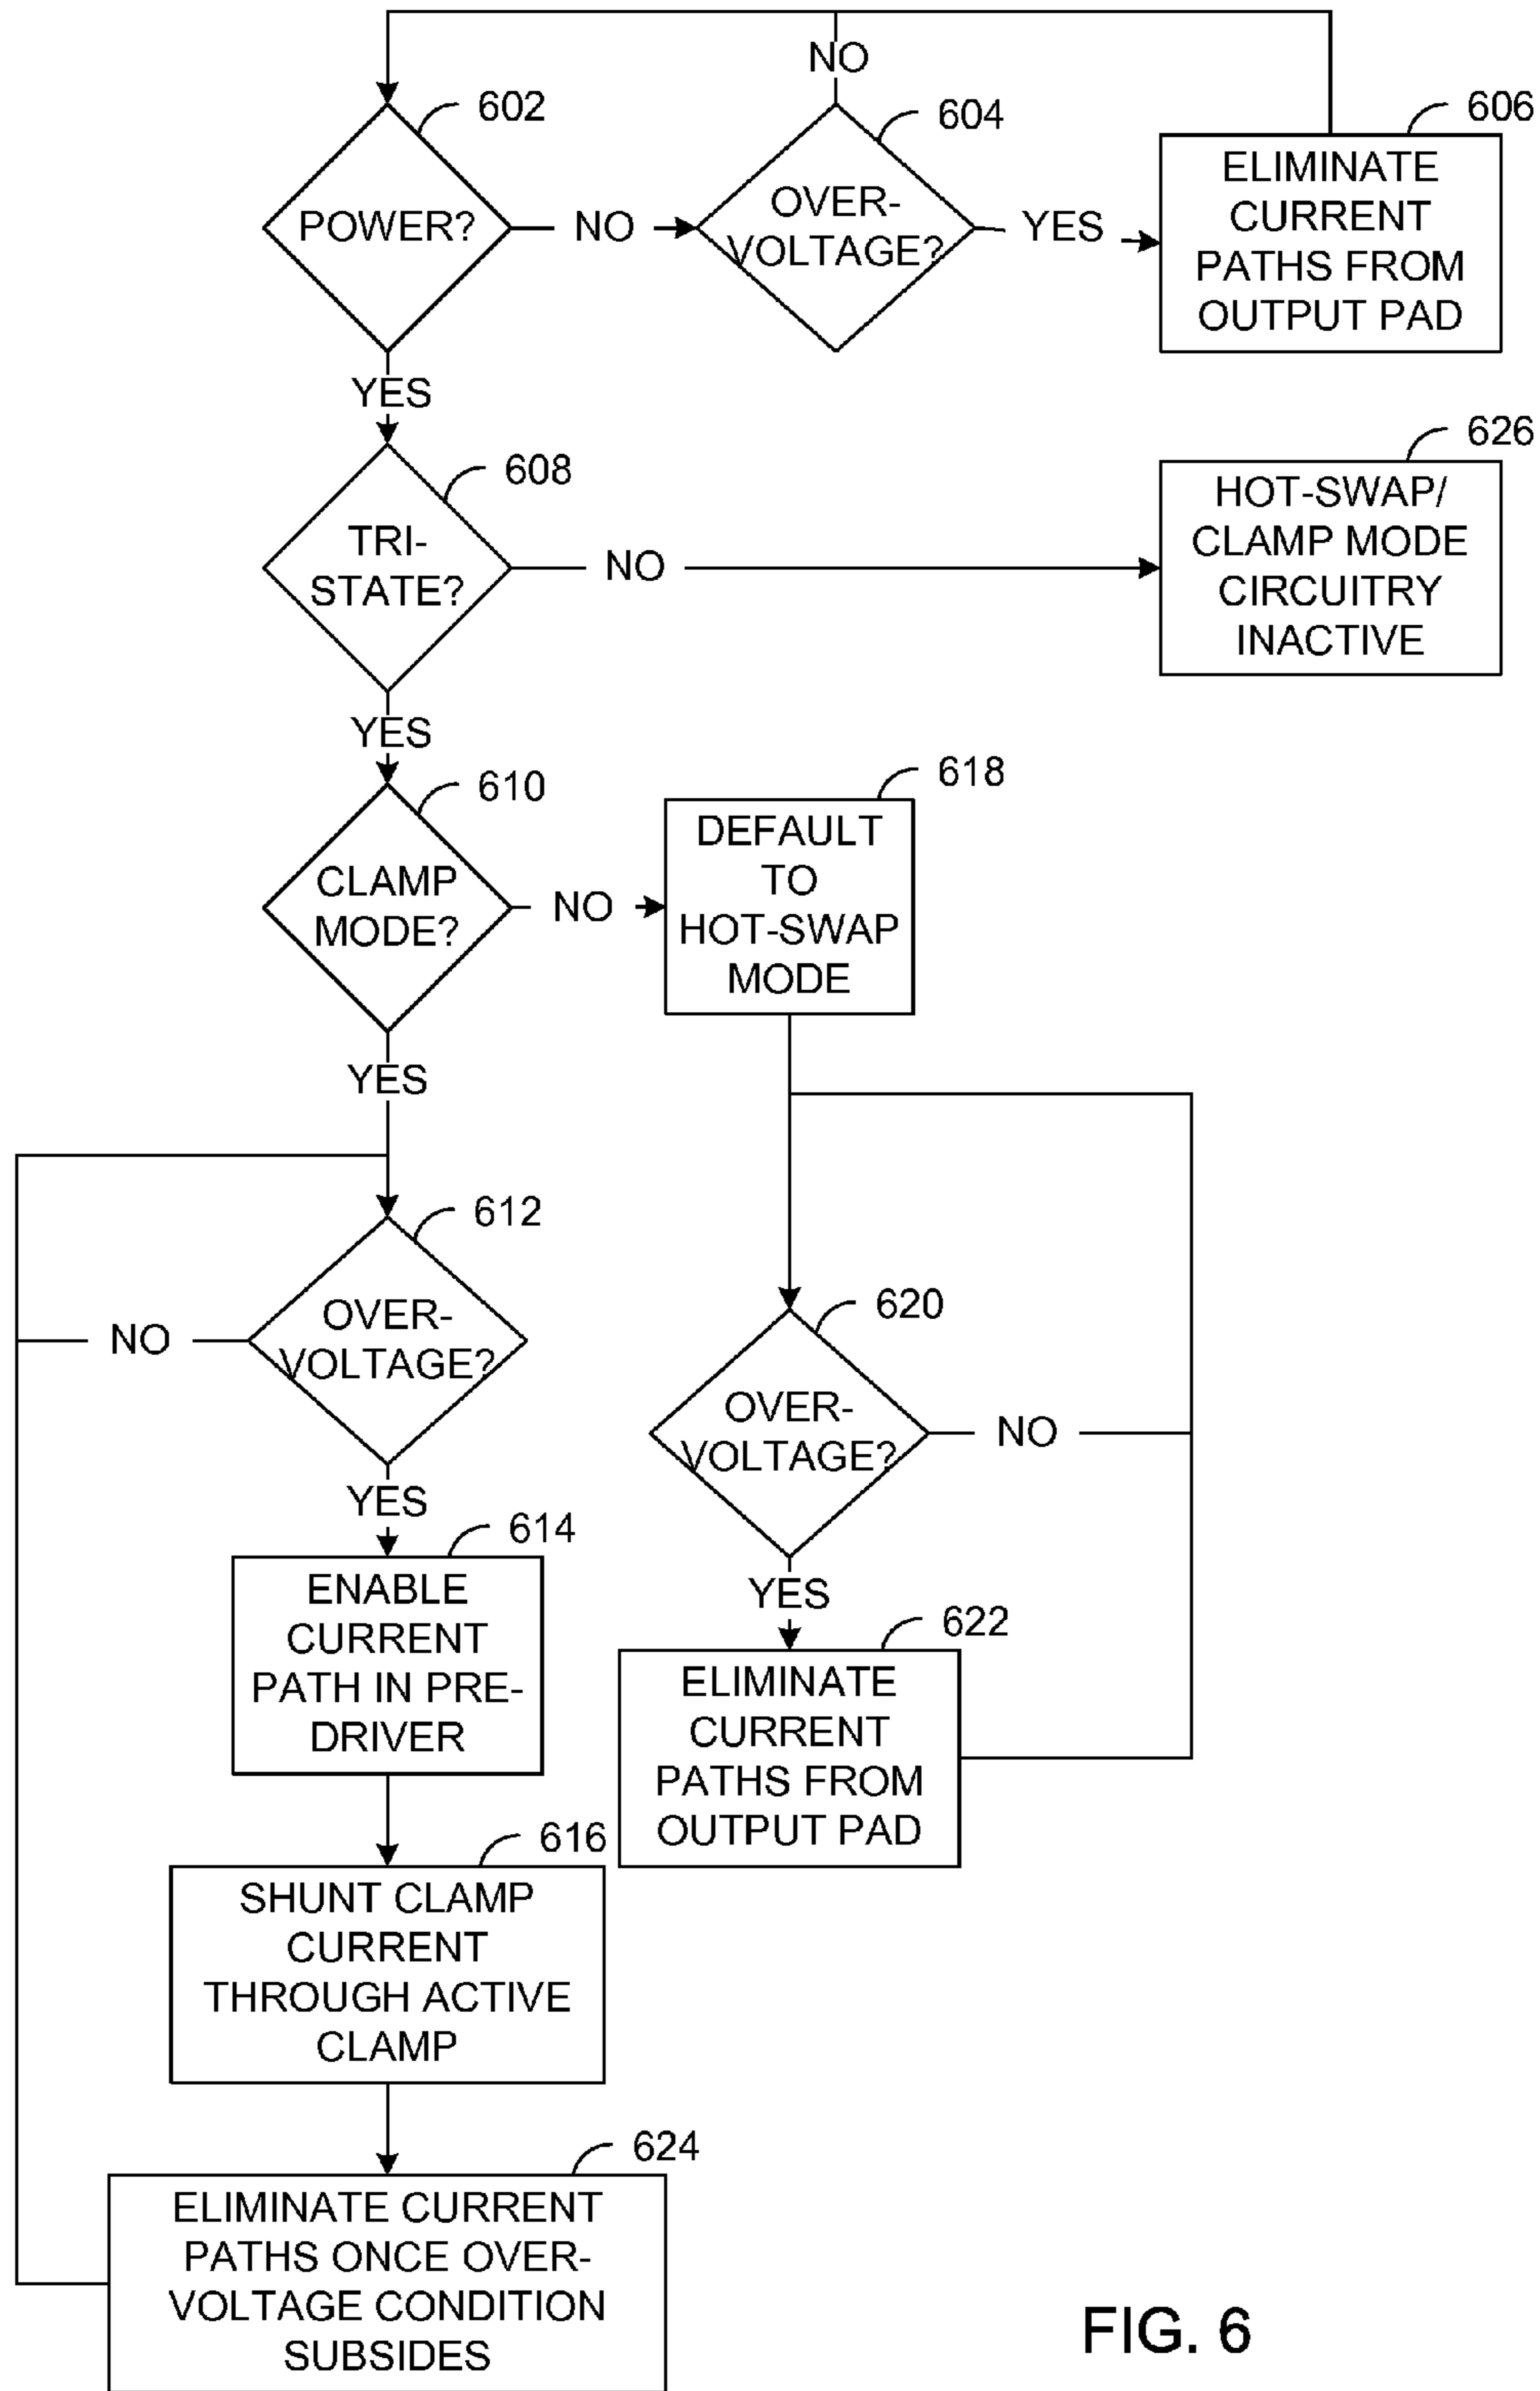 NO
602
604
606
POWER?
NO
OVER-
VOLTAGE?
YES
ELIMINATE
CURRENT
PATHS FROM
OUTPUT PAD
YES
608
626
TRI-
STATE?
NO
HOT-SWAP/
CLAMP MODE
CIRCUITRY
INACTIVE
YES
610
618
CLAMP
MODE?
NO
DEFAULT
TO
HOT-SWAP
MODE
YES
612
OVER-
VOLTAGE?
NO
620
OVER-
VOLTAGE?
NO
YES
614
ENABLE
CURRENT
PATH IN PRE-
DRIVER
YES
622
ELIMINATE
CURRENT
PATHS FROM
OUTPUT PAD
616
SHUNT CLAMP
CURRENT
THROUGH ACTIVE
CLAMP
624
ELIMINATE CURRENT
PATHS ONCE OVER-
VOLTAGE CONDITION
SUBSIDES
FIG. 6